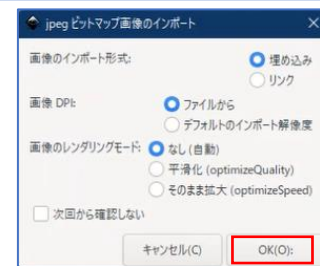 jpeg ビットマップ画像のインポート
画像のインポート形式: 埋め込み
リンク
画像 DPI: ファイルから
デフォルトのインポート解像度
画像のレンダリングモード: なし (自動)
平滑化 (optimizeQuality)
そのまま拡大 (optimizeSpeed)
次回から確認しない
キャンセル(C) OK(O):